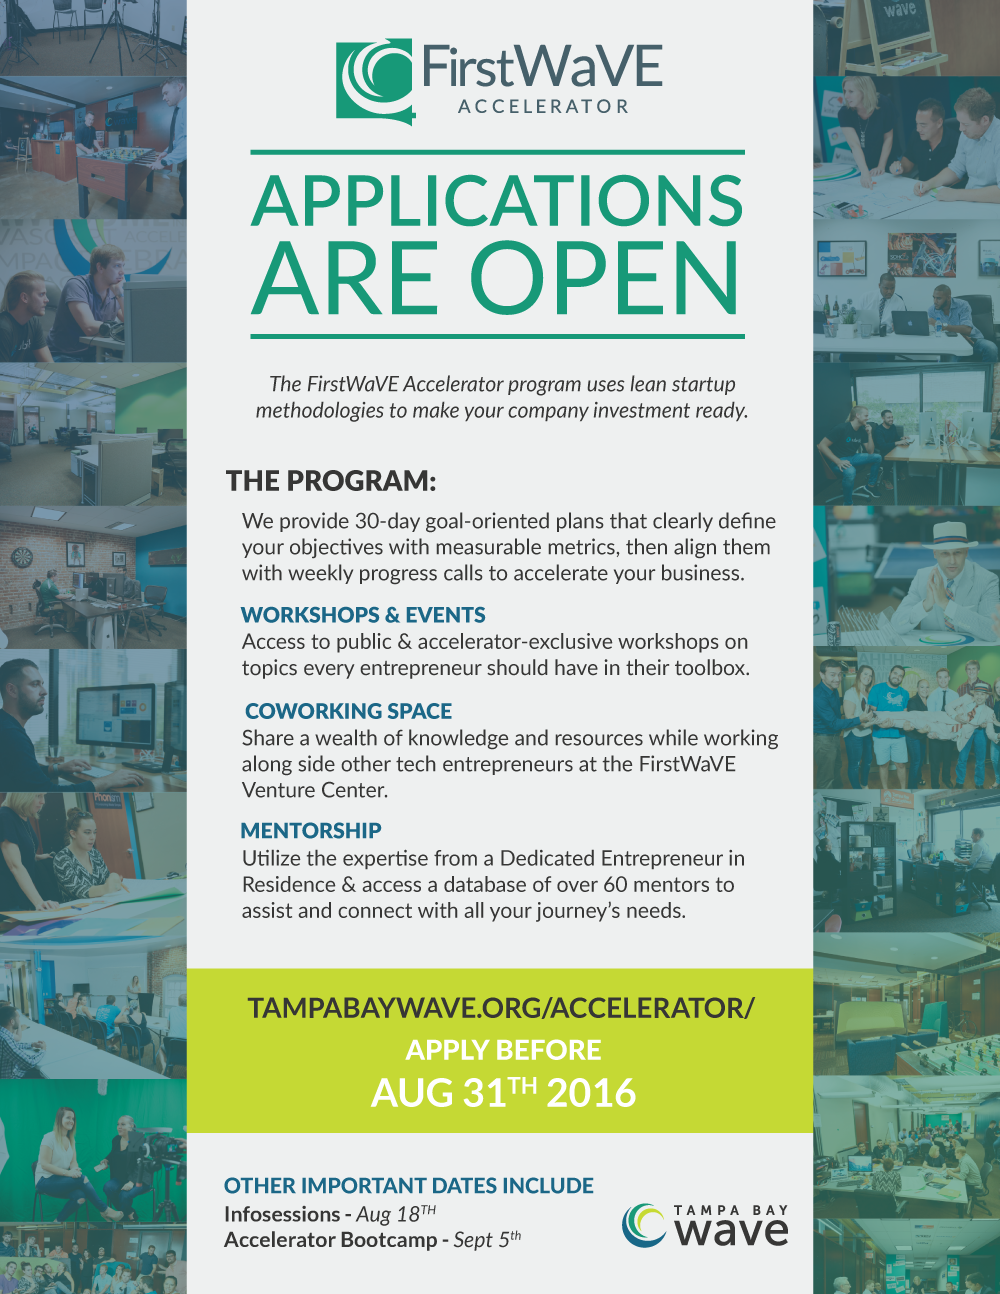 FirstWaVE
ACCELERATOR
APPLICATIONS
ARE OPEN
The FirstWaVE Accelerator program uses lean startup
methodologies to make your company investment ready.
THE PROGRAM:
We provide 30-day goal-oriented plans that clearly define
your objectives with measurable metrics, then align them
with weekly progress calls to accelerate your business.
WORKSHOPS & EVENTS
Access to public & accelerator-exclusive workshops on
topics every entrepreneur should have in their toolbox.
COWORKING SPACE
Share a wealth of knowledge and resources while working
along side other tech entrepreneurs at the FirstWaVE
Venture Center.
MENTORSHIP
Utilize the expertise from a Dedicated Entrepreneur in
Residence & access a database of over 60 mentors to
assist and connect with all your journey's needs.
TAMPABAYWAVE.ORG/ACCELERATOR/
APPLY BEFORE
AUG 31TH 2016
OTHER IMPORTANT DATES INCLUDE
Infosessions - Aug 18TH
Accelerator Bootcamp - Sept 5th
TAMPA BAY
wave
wave